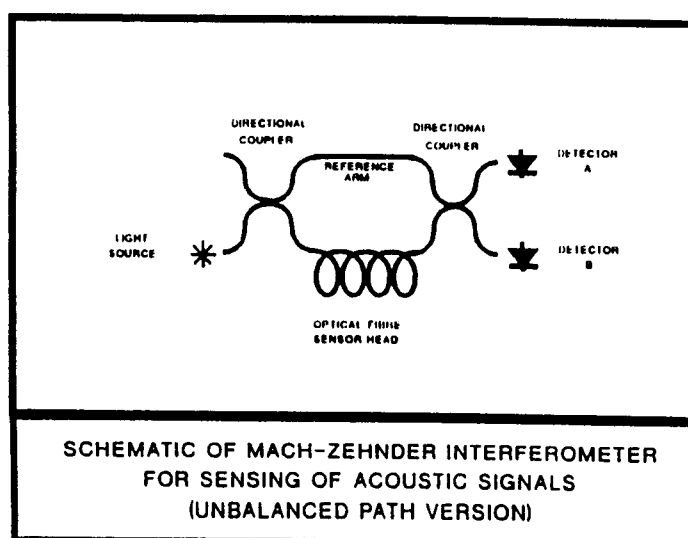 DIRECTIONAL
COUPLER
DIRECTIONAL
COUPLER
REFERENCE
ARM
DETECTOR
A
LIGHT
SOURCE
DETECTOR
B
OPTICAL FIBRE
SENSOR HEAD
SCHEMATIC OF MACH-ZEHNDER INTERFEROMETER
FOR SENSING OF ACOUSTIC SIGNALS
(UNBALANCED PATH VERSION)